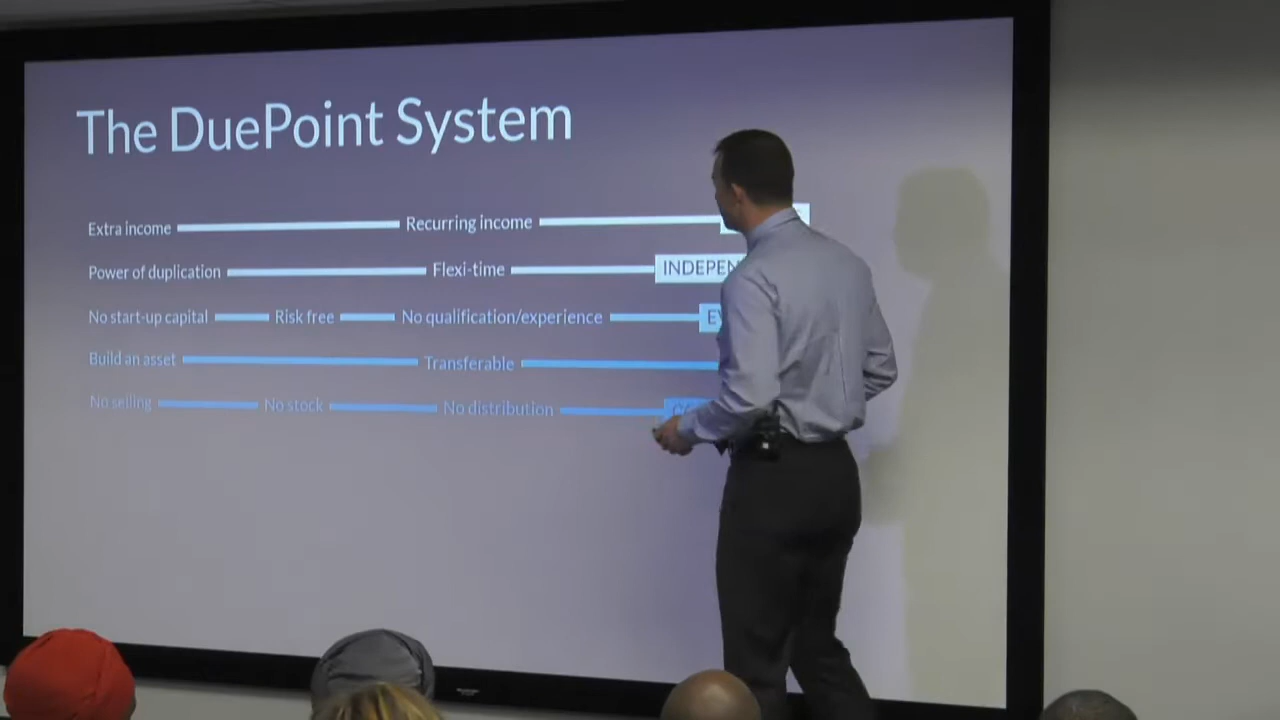 The DuePoint System
Extra income Recurring income
Power of duplication Flexi-time INDEPEN
No start-up capital Risk free No qualification/experience
Build an asset Transferable
No selling No stock No distribution